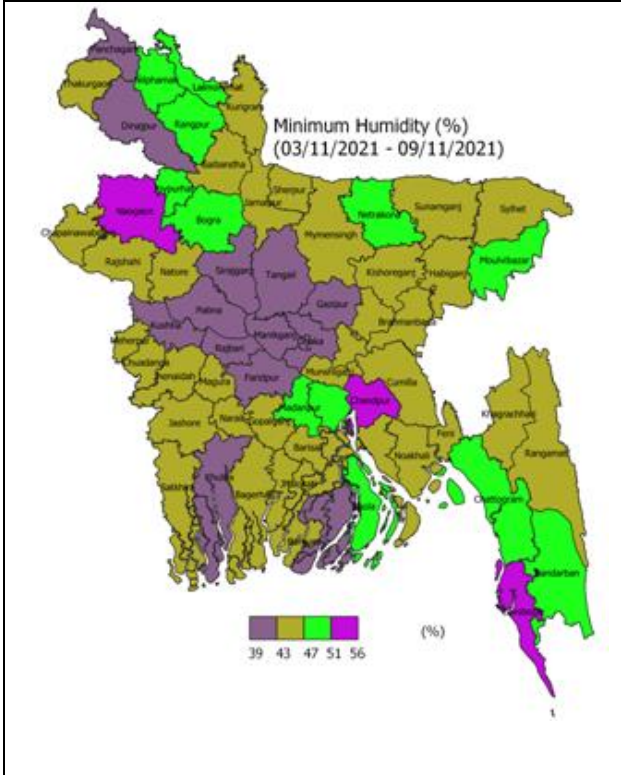 Panchagarh
Thakurgaon
Nilphamari
Lalmonirhat
Kurigram
Dinajpur
Rangpur
Minimum Humidity (%)
(03/11/2021 - 09/11/2021)
Gaibandha
Joypurhat
Naogaon
Bogra
Jamalpur
Sherpur
Netrakona
Sunamganj
Sylhet
Mymensingh
Chapainawabganj
Rajshahi
Natore
Sirajganj
Tangail
Kishoreganj
Habiganj
Moulvibazar
Pabna
Gazipur
Kushtia
Manikganj
Dhaka
Brahmanbaria
Rajbari
Meherpur
Chuadanga
Jhenaidah
Magura
Faridpur
Munshiganj
Comilla
Jashore
Narail
Gopalganj
Madaripur
Chandpur
Khagrachhari
Rangamati
Feni
Noakhali
Barisal
Satkhira
Khulna
Bagerhat
Bhola
Chattogram
Bandarban
39 43 47 51 56
(%)